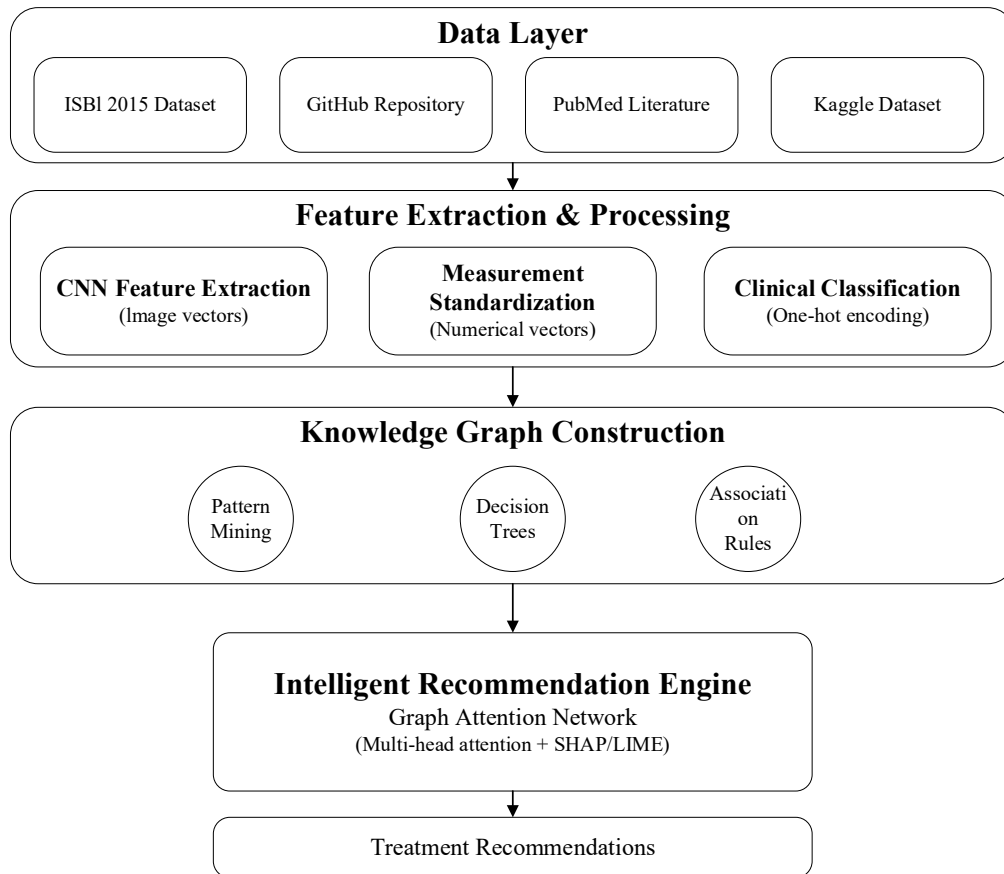 Data Layer
ISBl 2015 Dataset
GitHub Repository
PubMed Literature
Kaggle Dataset
Feature Extraction & Processing
CNN Feature Extraction
(Image vectors)
Measurement
Standardization
(Numerical vectors)
Clinical Classification
(One-hot encoding)
Knowledge Graph Construction
Pattern
Mining
Decision
Trees
Associati
on
Rules
Intelligent Recommendation Engine
Graph Attention Network
(Multi-head attention + SHAP/LIME)
Treatment Recommendations